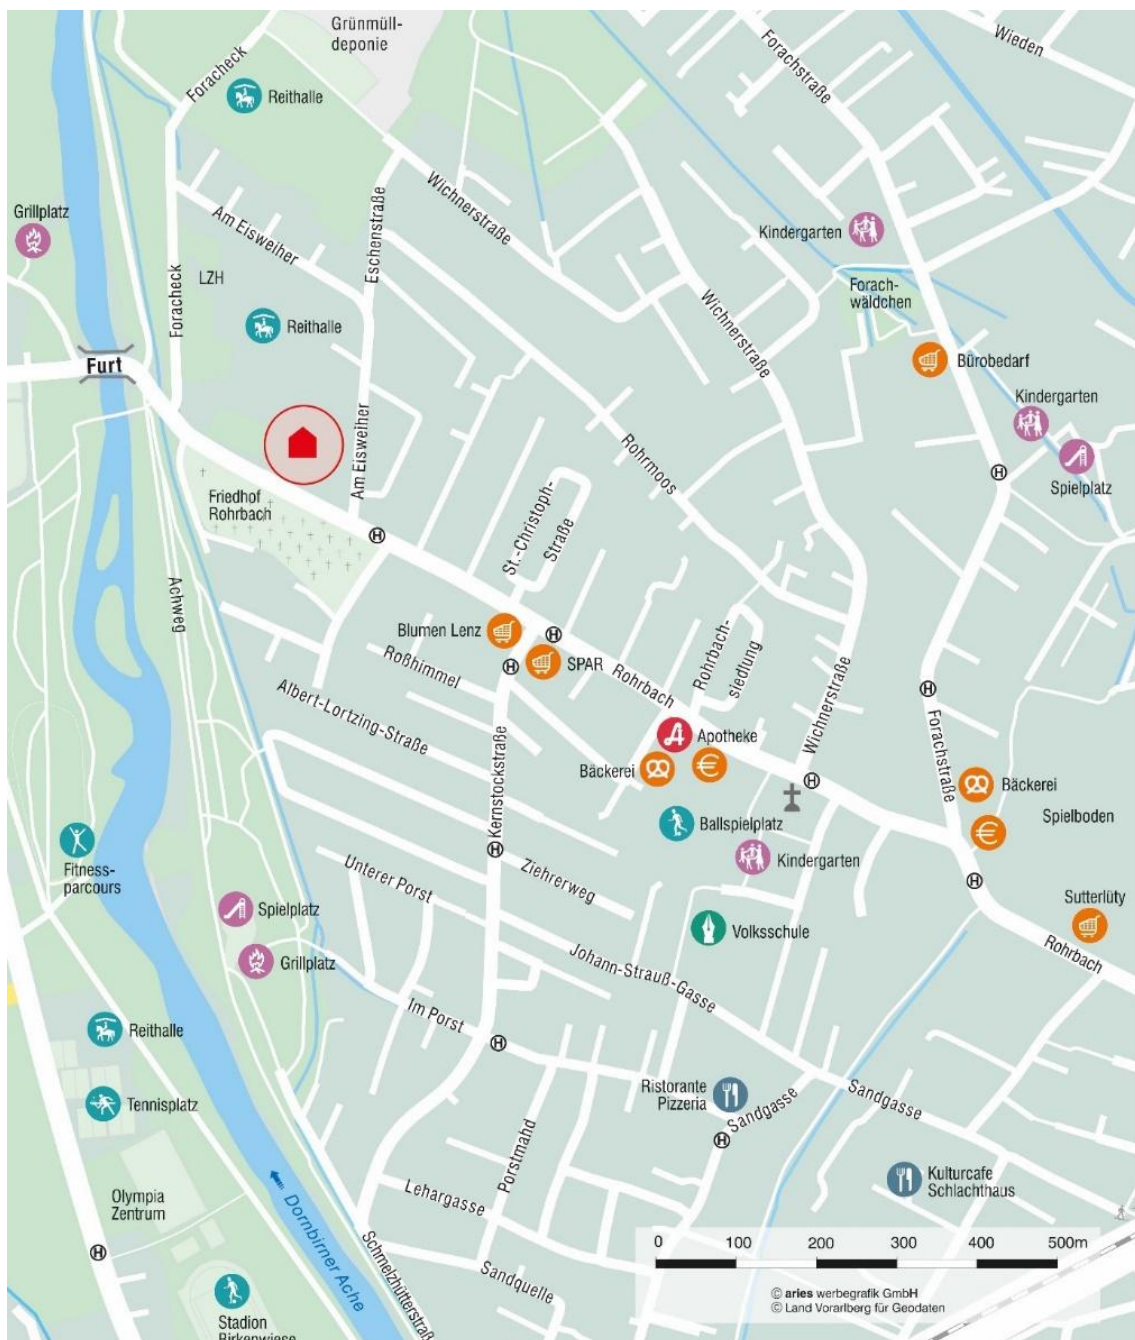 Grünmüll-
deponie
Wieden
Forachstraße
Foracheck
Reithalle
Wichnerstraße
Grillplatz
Am Eisweiher
Eschenstraße
Kindergarten
LZH
Foracheck
Forach-
wäldchen
Reithalle
Wichnerstraße
Furt
Bürobedarf
Kindergarten
Rohrmoos
Am Eisweiher
Spielplatz
Friedhof
Rohrbach
St.-Christoph-
Straße
H
H
Achweg
Blumen Lenz
H
Roßhimmel
H
SPAR
Rohrbach
Rohrbach-
siedlung
Wichnerstraße
H
Albert-Lortzing-Straße
Forachstraße
Apotheke
Kernstockstraße
Bäckerei
€
H
Bäckerei
Ballspielplatz
Spielboden
€
Fitness-
parcours
H
Kindergarten
Unterer Porst
Ziehrerweg
H
Spielplatz
Sutterlüty
Volksschule
Grillplatz
Johann-Strauß-Gasse
Rohrbach
Im Porst
Reithalle
H
Ristorante
Pizzeria
Sandgasse
Sandgasse
Tennisplatz
H
Porstmahd
Kulturcafe
Schlachthaus
Olympia
Zentrum
Lehargasse
Dornbirner Ache
H
Schmelzhütterstraß
Sandquelle
0 100 200 300 400 500m
Stadion
Birkenwiese
© aries werbegrafik GmbH
© Land Vorarlberg für Geodaten